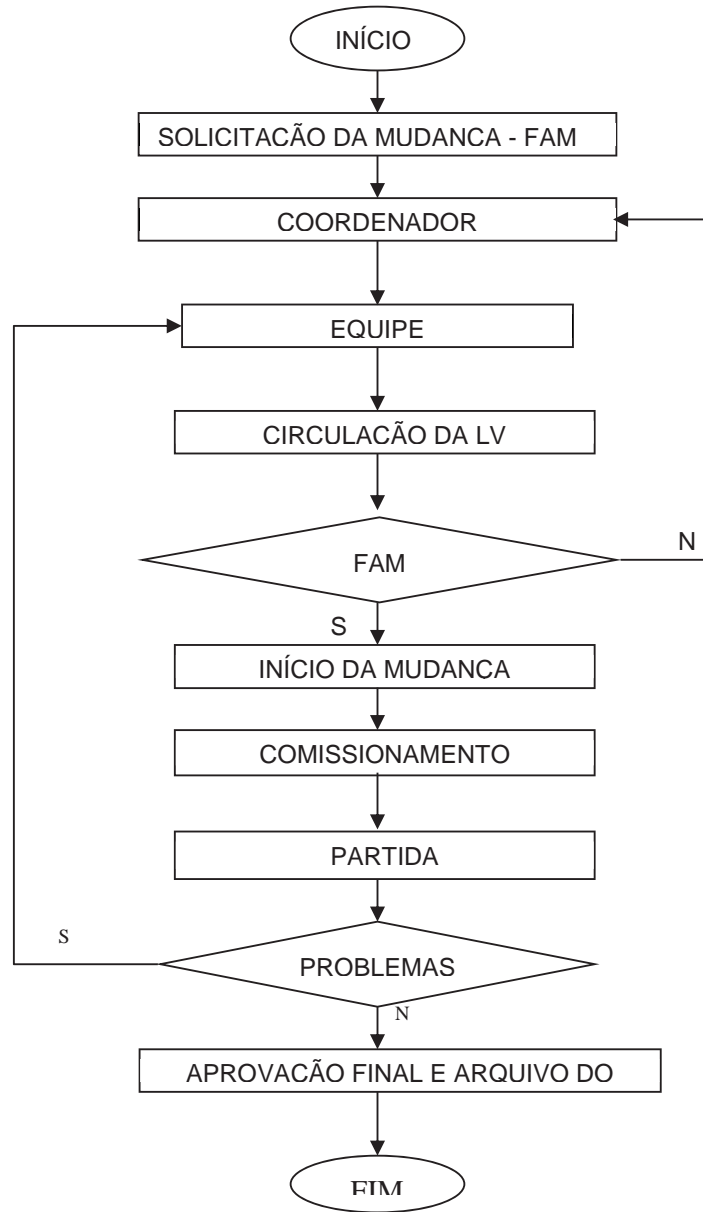 INÍCIO
SOLICITACÃO DA MUDANCA - FAM
COORDENADOR
EQUIPE
CIRCULACÃO DA LV
FAM
N
S
INÍCIO DA MUDANCA
COMISSIONAMENTO
PARTIDA
S
PROBLEMAS
N
APROVACÃO FINAL E ARQUIVO DO
FIM